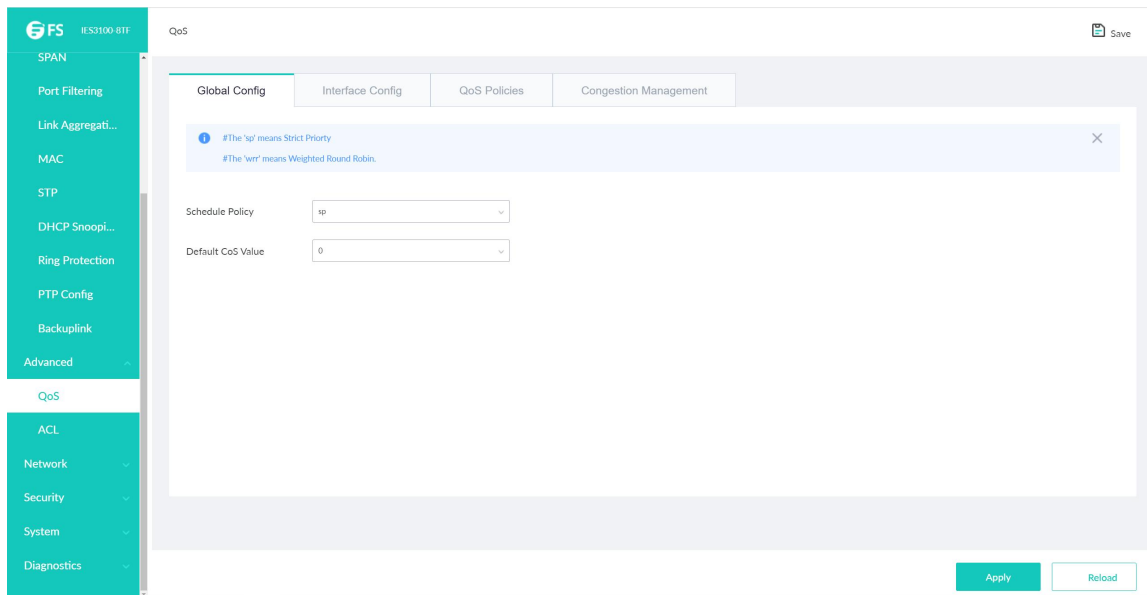 FS IES3100-8TF
SPAN
Port Filtering
Link Aggregati...
MAC
STP
DHCP Snoopi...
Ring Protection
PTP Config
Backuplink
Advanced
QoS
ACL
Network
Security
System
Diagnostics
QoS
Save
Global Config
Interface Config
QoS Policies
Congestion Management
#The 'sp' means Strict Priorty
#The 'wrr' means Weighted Round Robin.
Schedule Policy
sp
Default CoS Value
0
Apply
Reload